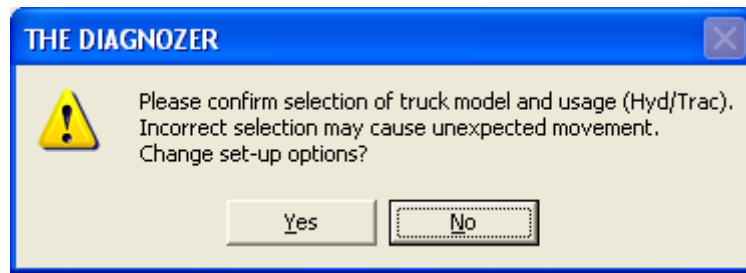 THE DIAGNOZER
Please confirm selection of truck model and usage (Hyd/Trac).
Incorrect selection may cause unexpected movement.
Change set-up options?
Yes
No